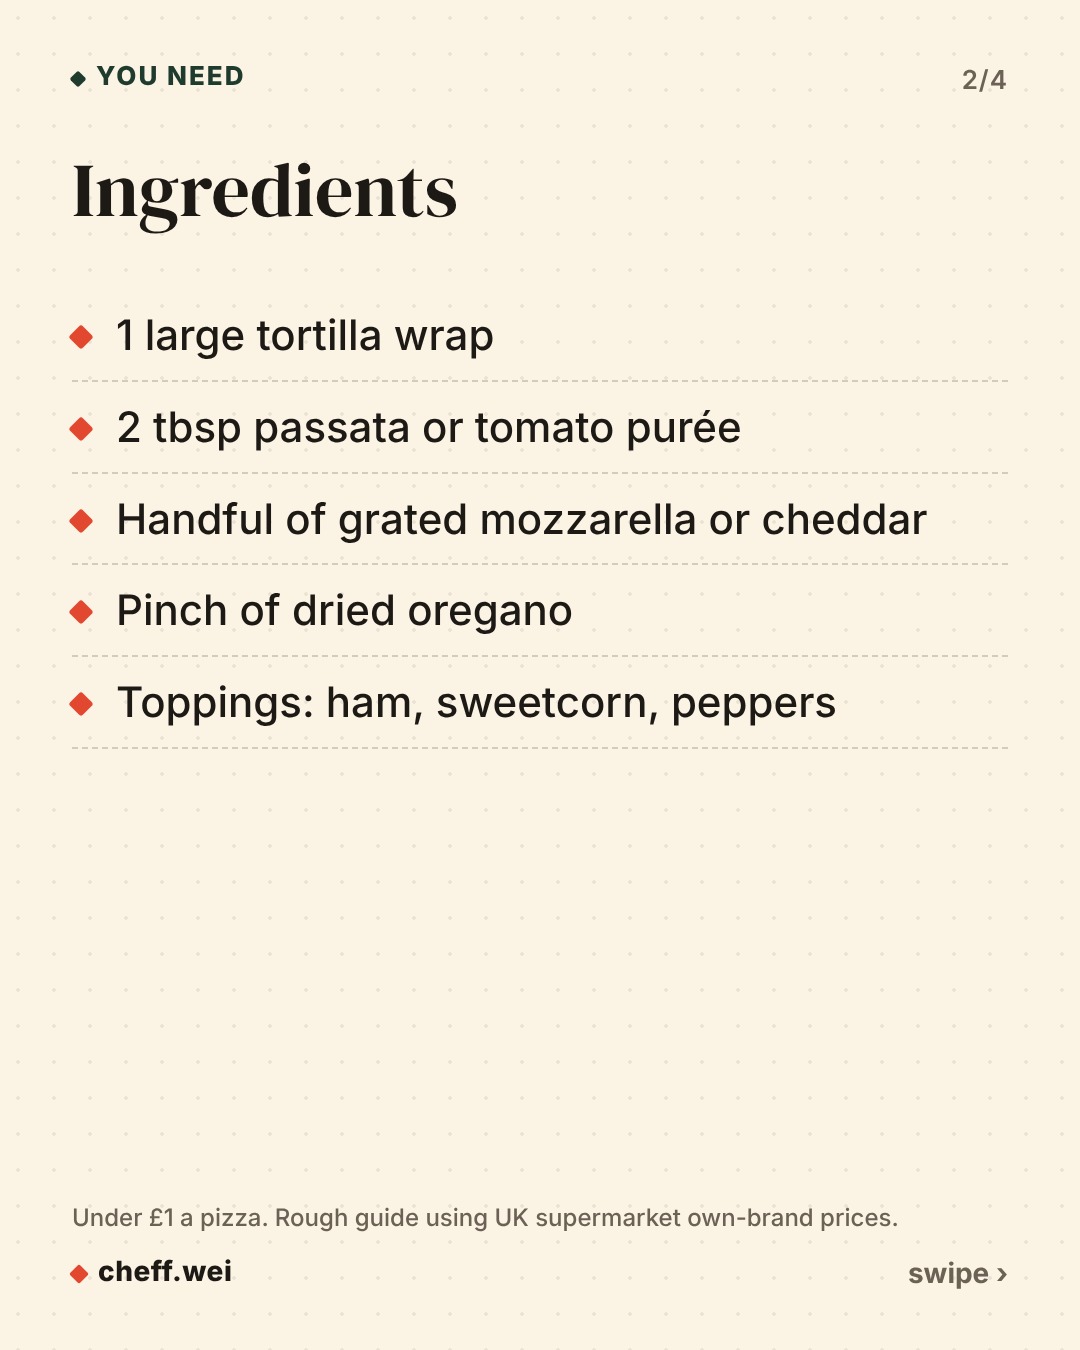 YOU NEED
2/4
Ingredients
1 large tortilla wrap
2 tbsp passata or tomato purée
Handful of grated mozzarella or cheddar
Pinch of dried oregano
Toppings: ham, sweetcorn, peppers
Under £1 a pizza. Rough guide using UK supermarket own-brand prices.
cheff.wei
swipe ›